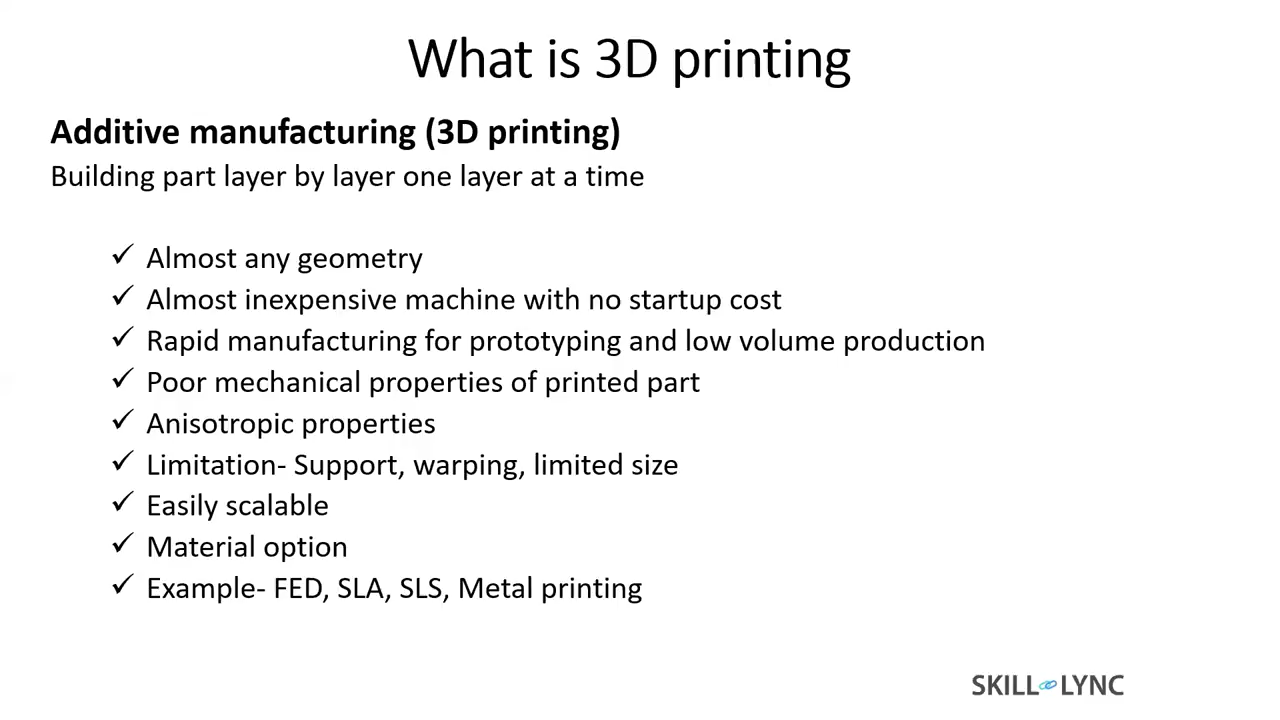 What is 3D printing
Additive manufacturing (3D printing)
Building part layer by layer one layer at a time
✓ Almost any geometry
✓ Almost inexpensive machine with no startup cost
✓ Rapid manufacturing for prototyping and low volume production
✓ Poor mechanical properties of printed part
✓ Anisotropic properties
✓ Limitation- Support, warping, limited size
✓ Easily scalable
✓ Material option
✓ Example- FED, SLA, SLS, Metal printing
SKILL LYNC